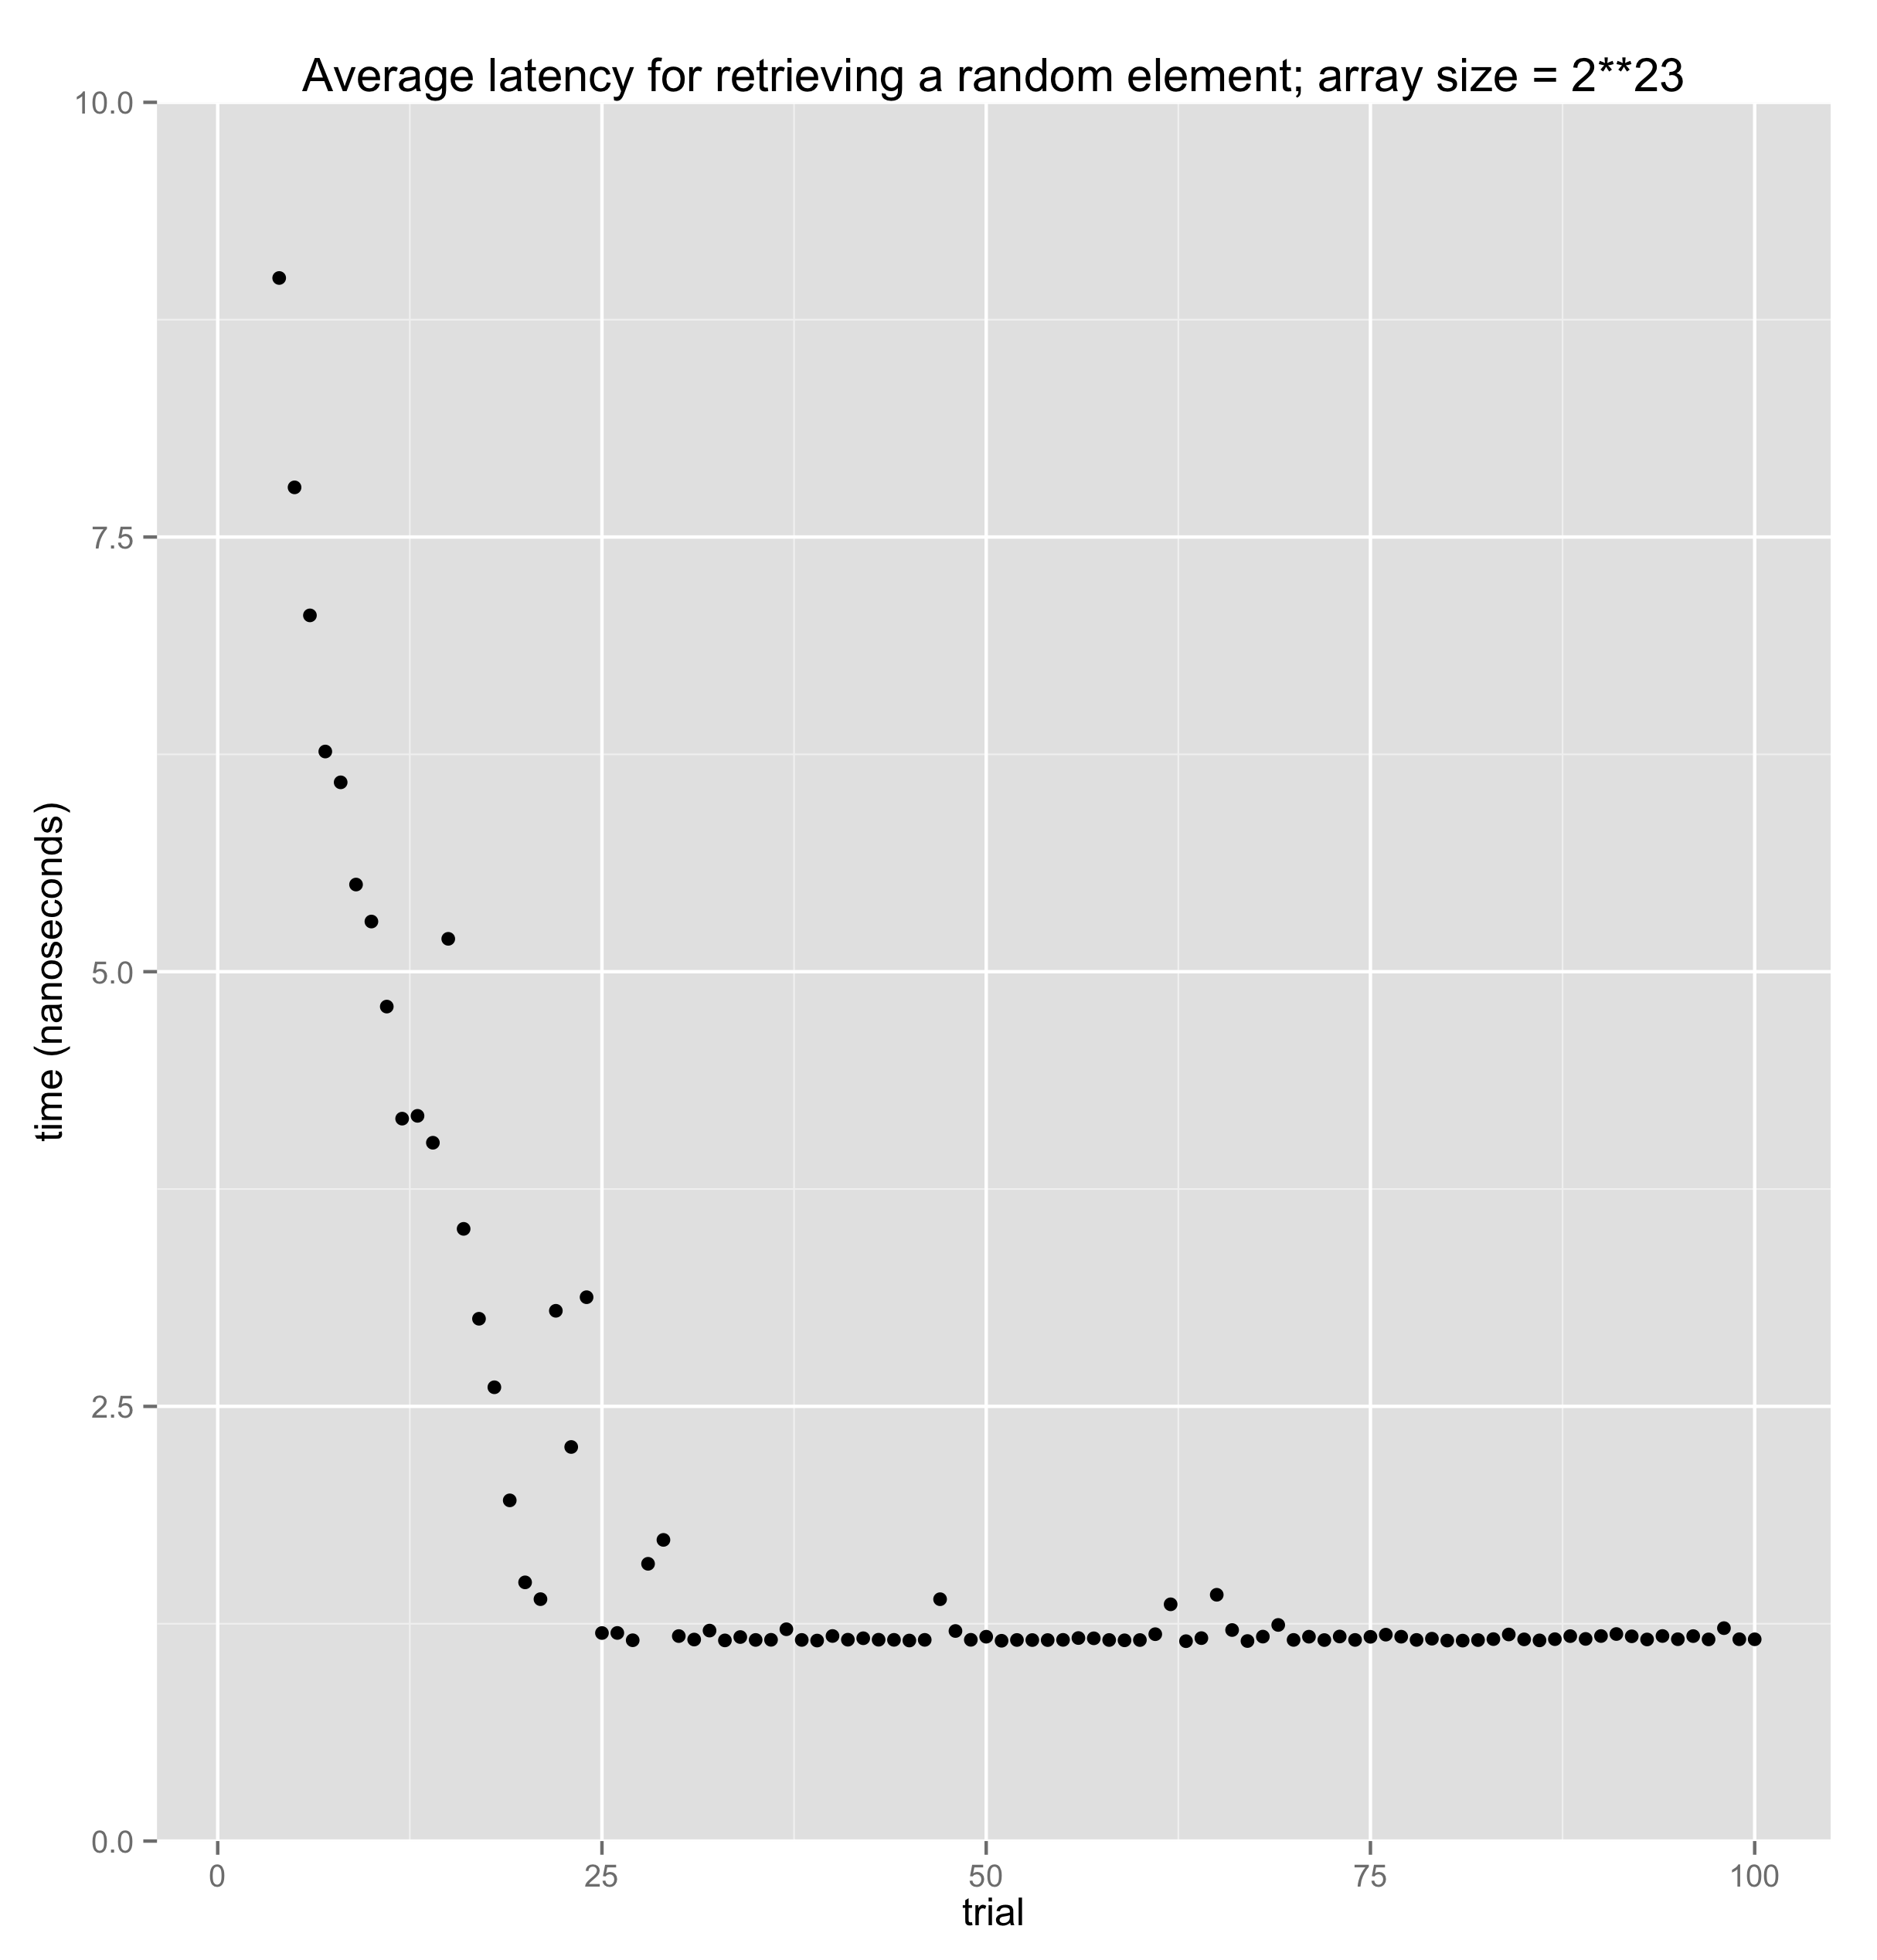 Average latency for retrieving a random element; array size = 2**23
10.0
7.5
5.0
2.5
0.0
time (nanoseconds)
0 25 50 75 100
trial